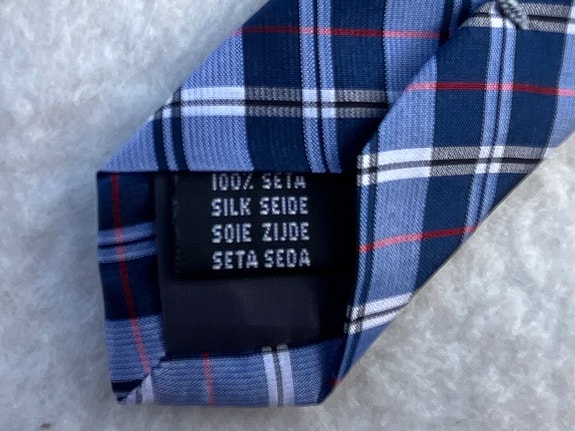 100% SETA
SILK SEIDE
SOIE ZIJDE
SETA SEDA